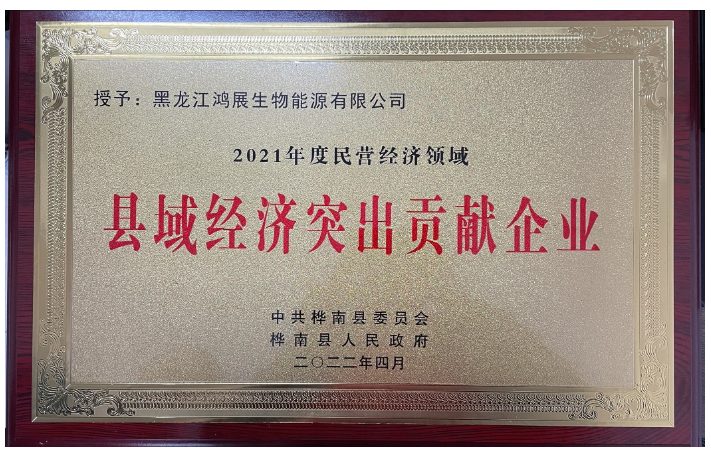 授予：黑龙江鸿展生物能源有限公司
2021年度民营经济领域
县域经济突出贡献企业
中共桦南县委员会
桦南县人民政府
二〇二二年四月